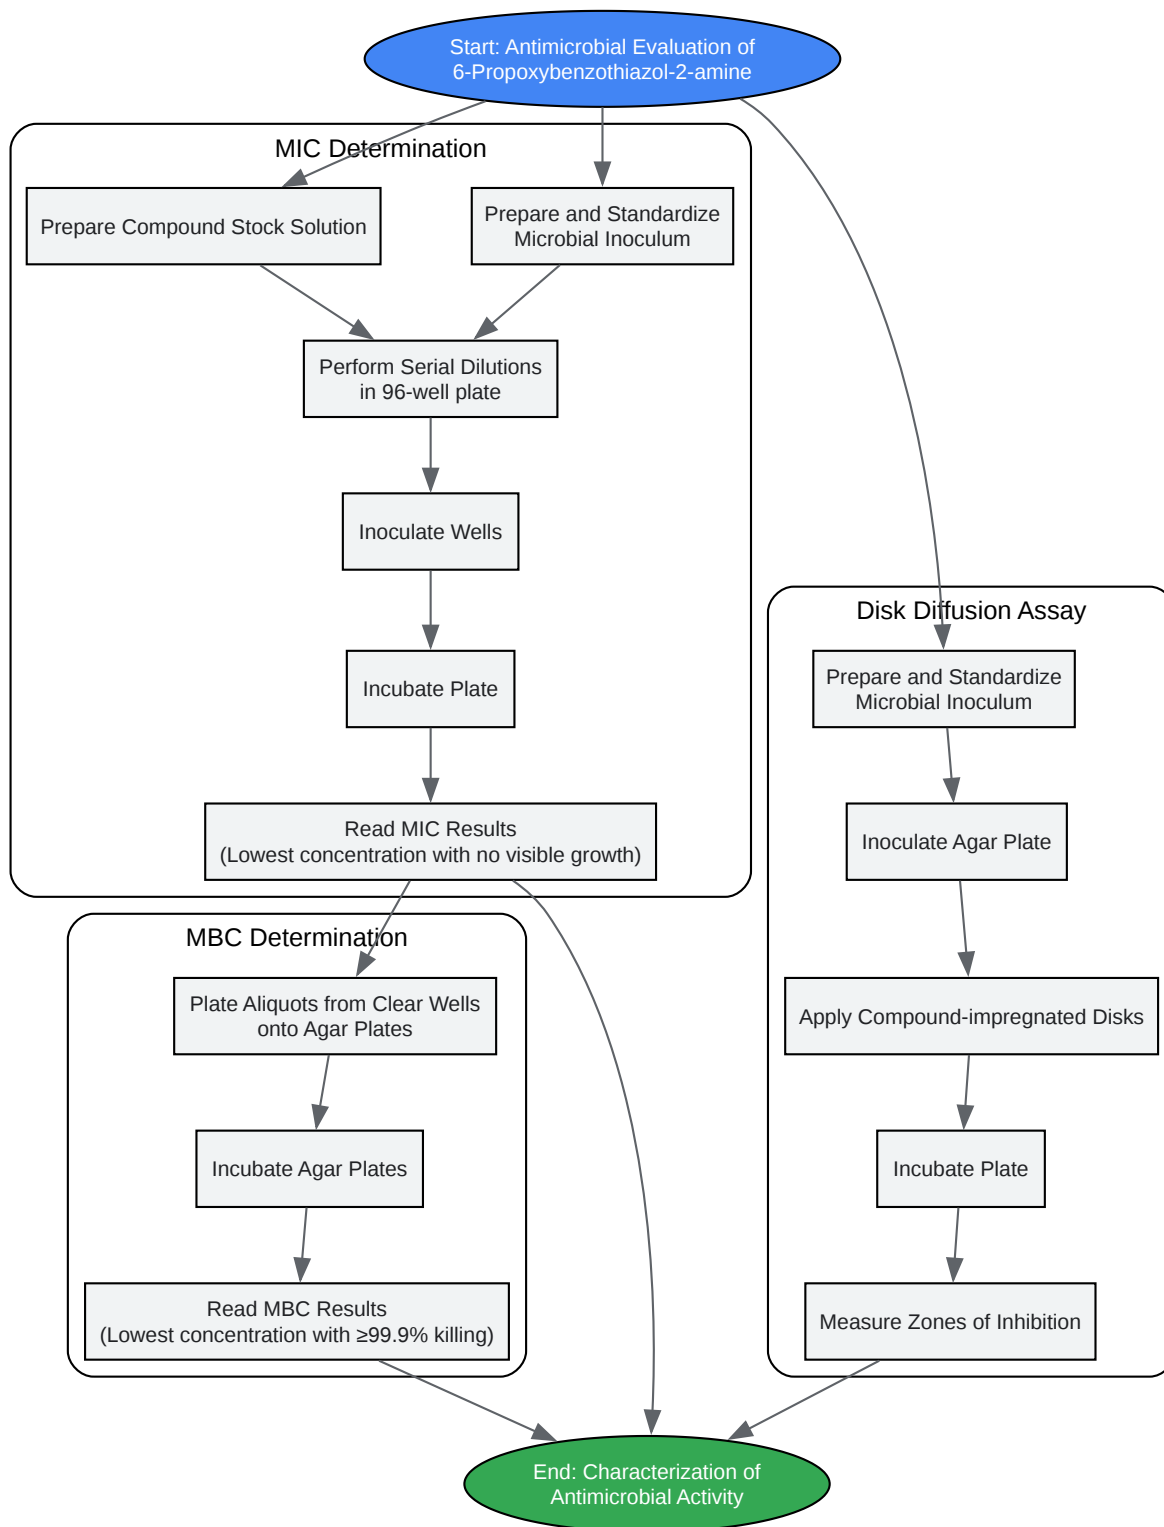 Start: Antimicrobial Evaluation of
6-Propoxybenzothiazol-2-amine
MIC Determination
Prepare Compound Stock Solution
Prepare and Standardize
Microbial Inoculum
Perform Serial Dilutions
in 96-well plate
Inoculate Wells
Incubate Plate
Read MIC Results
(Lowest concentration with no visible growth)
MBC Determination
Plate Aliquots from Clear Wells
onto Agar Plates
Incubate Agar Plates
Read MBC Results
(Lowest concentration with ≥99.9% killing)
Disk Diffusion Assay
Prepare and Standardize
Microbial Inoculum
Inoculate Agar Plate
Apply Compound-impregnated Disks
Incubate Plate
Measure Zones of Inhibition
End: Characterization of
Antimicrobial Activity